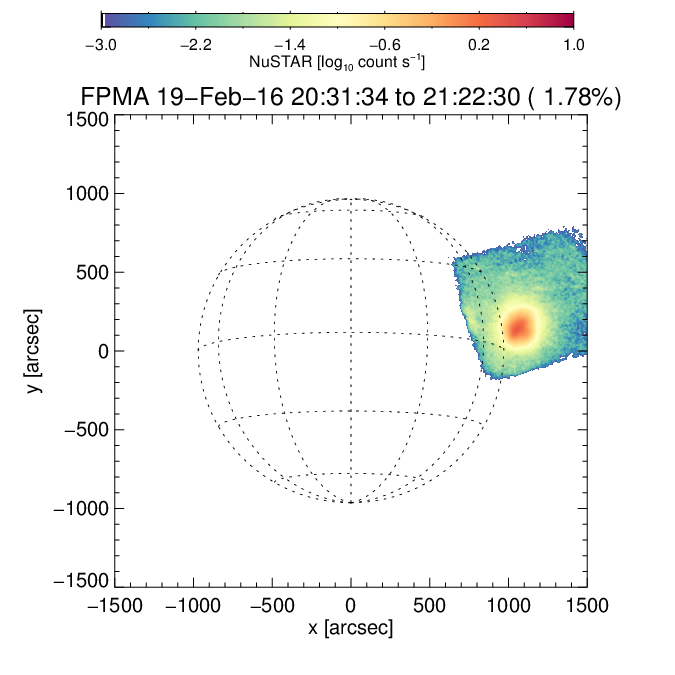 −3.0 −2.2 −1.4 −0.6 0.2 1.0
NuSTAR [log₁₀ count s⁻¹]
FPMA 19−Feb−16 20:31:34 to 21:22:30 ( 1.78%)
1500
1000
500
0
−500
−1000
−1500
y [arcsec]
−1500 −1000 −500 0 500 1000 1500
x [arcsec]